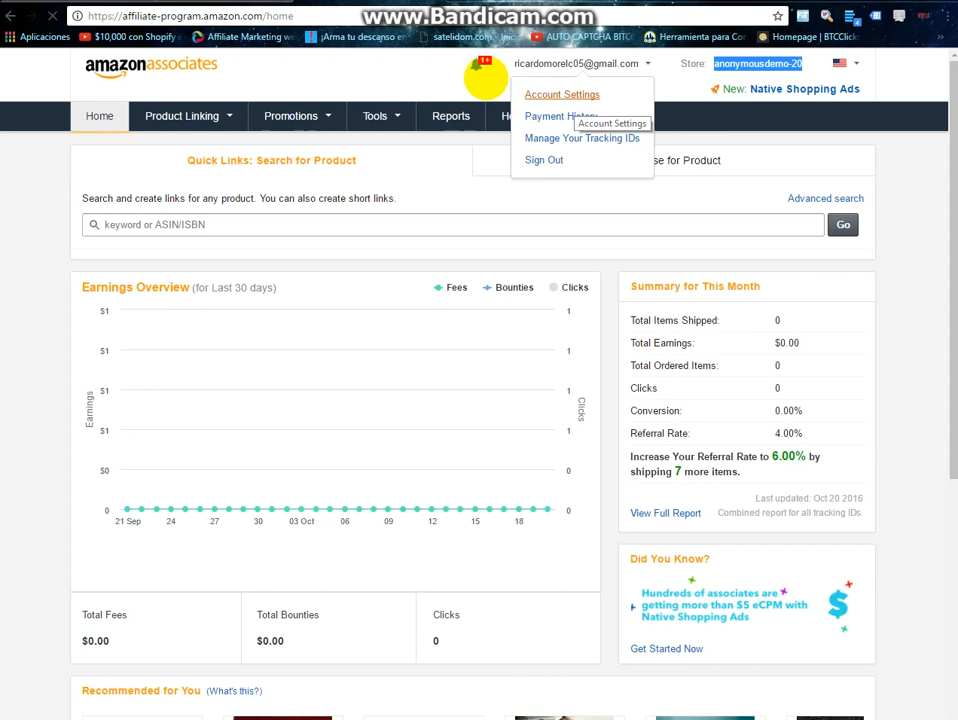 www.Bandicam.com
https://affiliate-program.amazon.com/home
Aplicaciones
$10,000 con Shopify
Affiliate Marketing we
¡Arma tu descanso en
satelidom.com - Inicia
AUTO CAPTCHA BITCO
Herramienta para Co
Homepage | BTCClick
»
amazonassociates
1+
ricardomorelc05@gmail.com
Store: anonymousdemo-20
New: Native Shopping Ads
Account Settings
Payment History
Account Settings
Manage Your Tracking IDs
Sign Out
Home
Product Linking
Promotions
Tools
Reports
Quick Links: Search for Product
se for Product
Search and create links for any product. You can also create short links.
Advanced search
keyword or ASIN/ISBN
Go
Earnings Overview (for Last 30 days)
Fees
Bounties
Clicks
$1
$1
$1
$1
$0
0
1
1
1
1
0
0
Earnings
Clicks
21 Sep
24
27
30
03 Oct
06
09
12
15
18
Total Fees
$0.00
Total Bounties
$0.00
Clicks
0
Summary for This Month
Total Items Shipped: 0
Total Earnings: $0.00
Total Ordered Items: 0
Clicks 0
Conversion: 0.00%
Referral Rate: 4.00%
Increase Your Referral Rate to 6.00% by
shipping 7 more items.
Last updated: Oct 20 2016
View Full Report
Combined report for all tracking IDs.
Did You Know?
Hundreds of associates are
getting more than $5 eCPM with
Native Shopping Ads
$
Get Started Now
Recommended for You (What's this?)